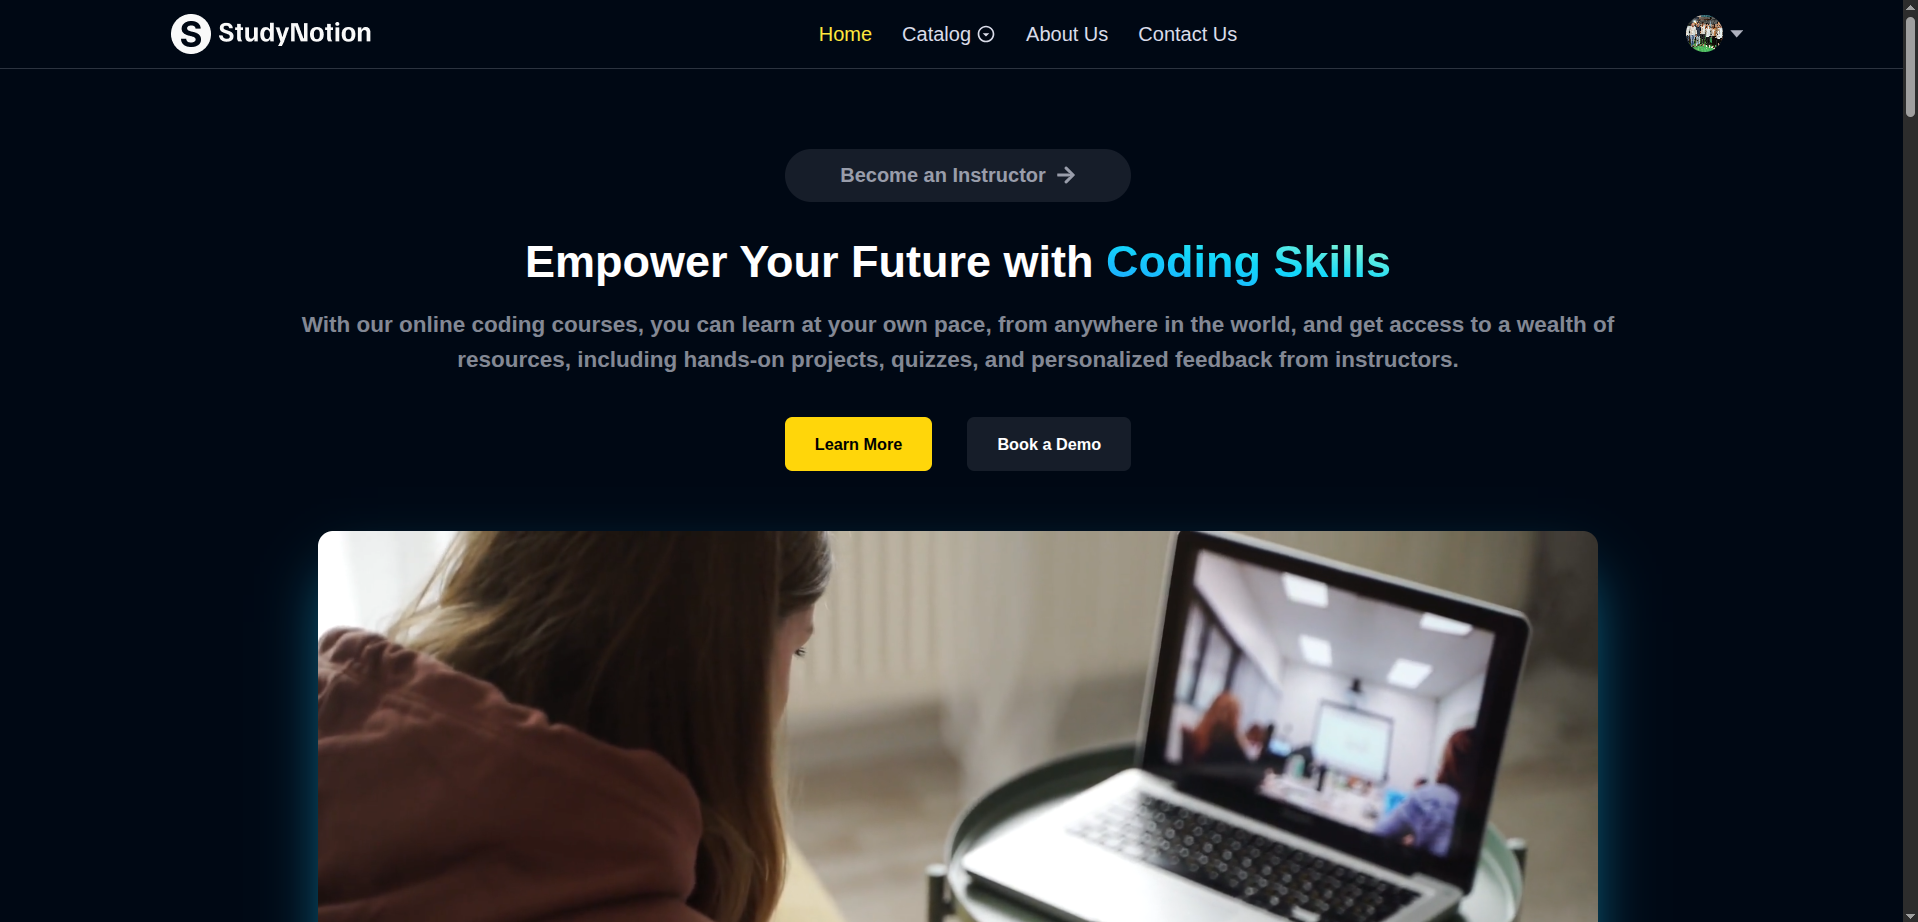 StudyNotion
Home
Catalog
About Us
Contact Us
Become an Instructor
Empower Your Future with Coding Skills
With our online coding courses, you can learn at your own pace, from anywhere in the world, and get access to a wealth of
resources, including hands-on projects, quizzes, and personalized feedback from instructors.
Learn More
Book a Demo